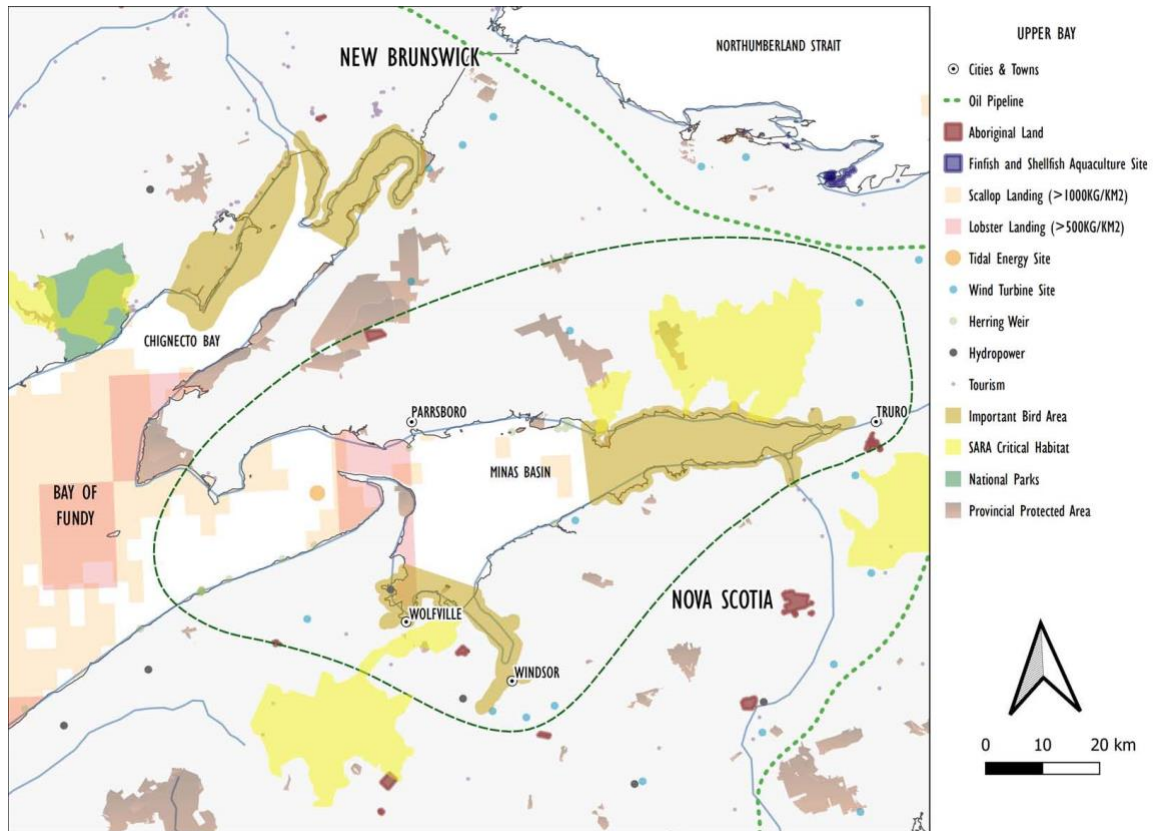 NEW BRUNSWICK
NORTHUMBERLAND STRAIT
CHIGNECTO BAY
PARRSBORO
TRURO
MINAS BASIN
BAY OF
FUNDY
NOVA SCOTIA
WOLFVILLE
WINDSOR
UPPER BAY
Cities & Towns
Oil Pipeline
Aboriginal Land
Finfish and Shellfish Aquaculture Site
Scallop Landing (>1000KG/KM2)
Lobster Landing (>500KG/KM2)
Tidal Energy Site
Wind Turbine Site
Herring Weir
Hydropower
Tourism
Important Bird Area
SARA Critical Habitat
National Parks
Provincial Protected Area
0 10 20 km